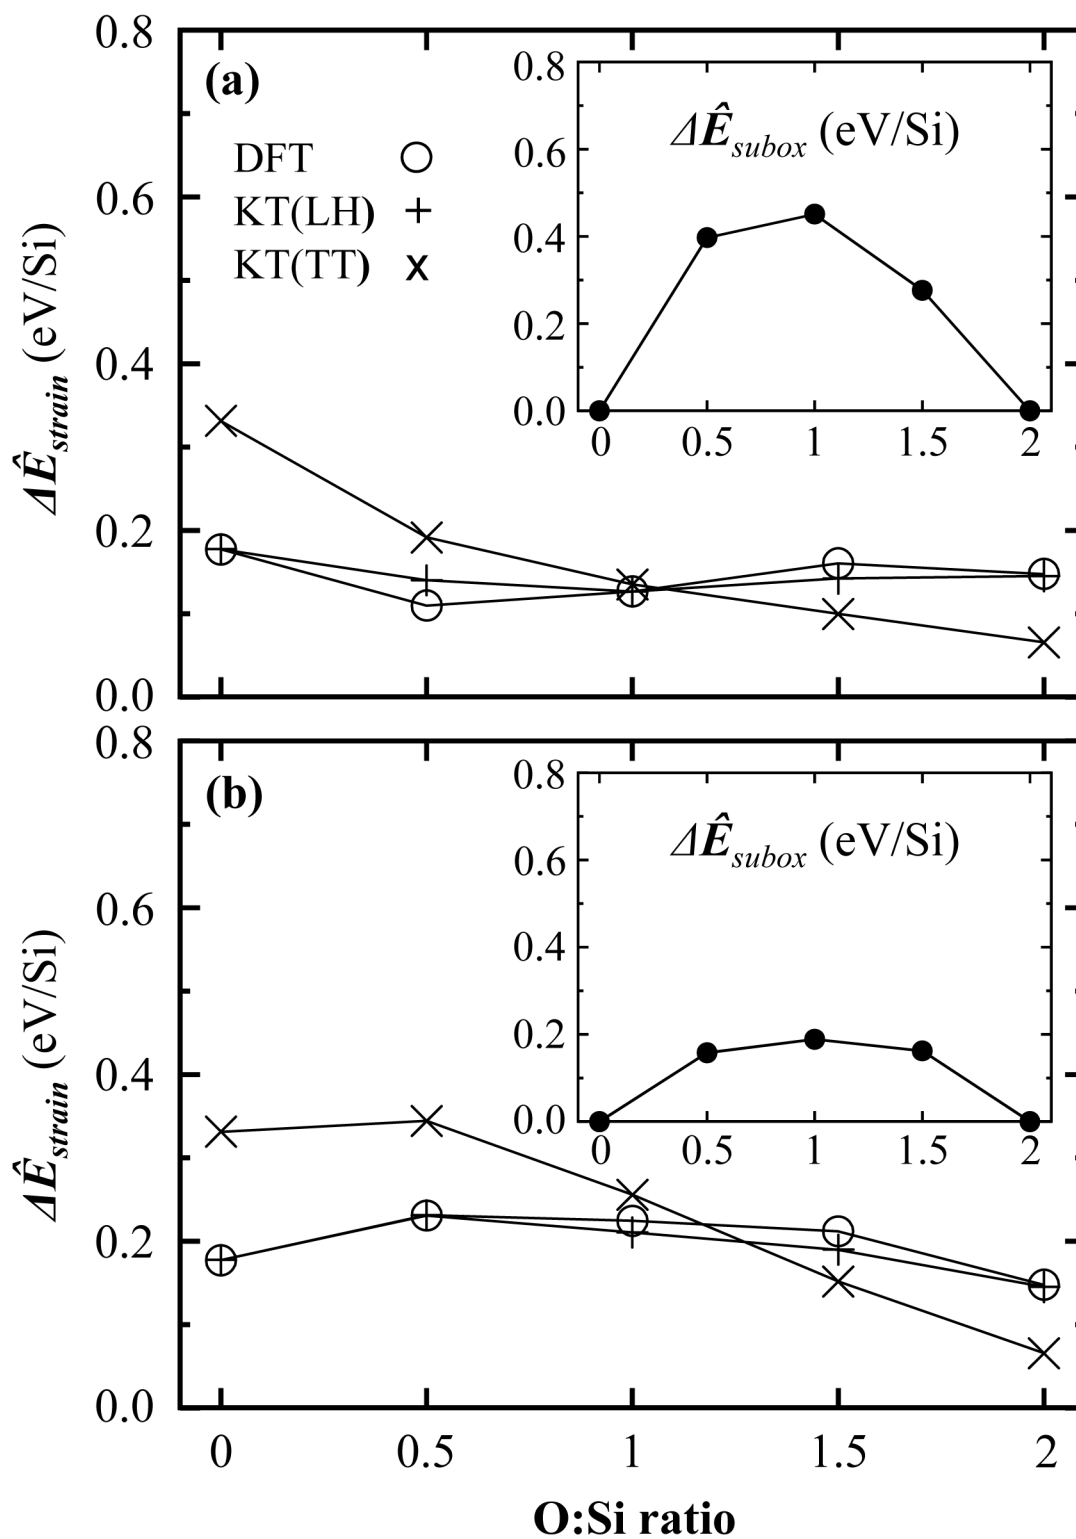 0.8
(a)
DFT
KT(LH)
KT(TT) x
0.6
0.4
0.2
0.0
ΔÊstrain (eV/Si)
0.8
0.6
0.4
0.2
0.0
ΔÊsubox (eV/Si)
0 0.5 1 1.5 2
0.8
(b)
0.6
0.4
0.2
0.0
ΔÊstrain (eV/Si)
0.8
0.6
0.4
0.2
0.0
ΔÊsubox (eV/Si)
0 0.5 1 1.5 2
0 0.5 1 1.5 2
O:Si ratio